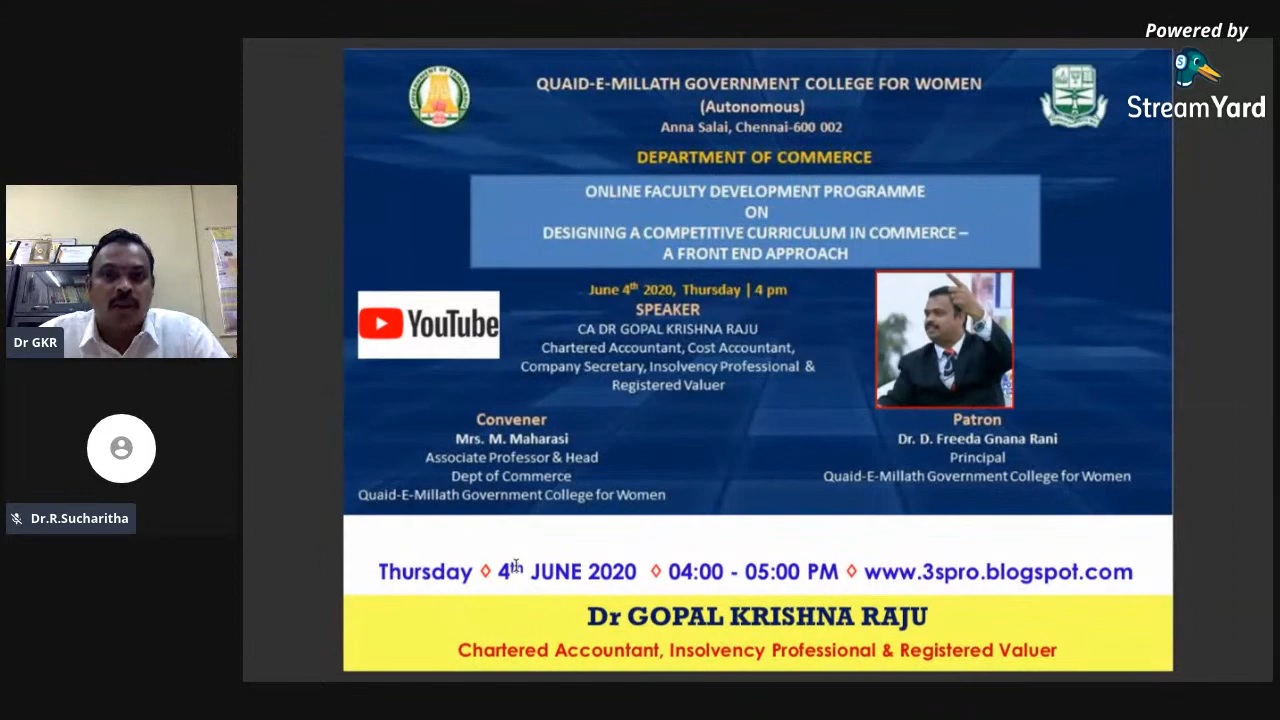 Powered by
StreamYard
QUAID-E-MILLATH GOVERNMENT COLLEGE FOR WOMEN
(Autonomous)
Anna Salai, Chennai-600 002
DEPARTMENT OF COMMERCE
ONLINE FACULTY DEVELOPMENT PROGRAMME
ON
DESIGNING A COMPETITIVE CURRICULUM IN COMMERCE –
A FRONT END APPROACH
June 4th 2020, Thursday | 4 pm
SPEAKER
CA DR GOPAL KRISHNA RAJU
Chartered Accountant, Cost Accountant,
Company Secretary, Insolvency Professional &
Registered Valuer
YouTube
Convener
Mrs. M. Maharasi
Associate Professor & Head
Dept of Commerce
Quaid-E-Millath Government College for Women
Patron
Dr. D. Freeda Gnana Rani
Principal
Quaid-E-Millath Government College for Women
Thursday ◊ 4th JUNE 2020 ◊ 04:00 - 05:00 PM ◊ www.3spro.blogspot.com
Dr GOPAL KRISHNA RAJU
Chartered Accountant, Insolvency Professional & Registered Valuer
Dr GKR
Dr.R.Sucharitha